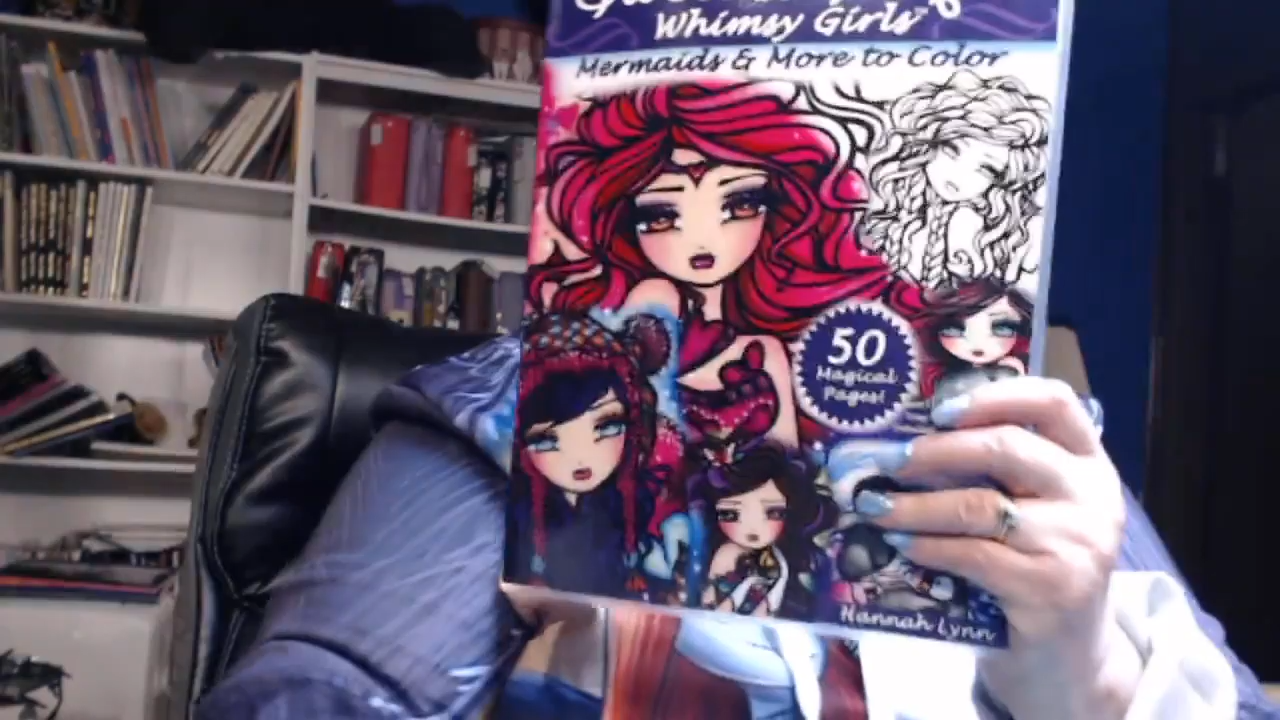 Whimsy Girls
Mermaids & More to Color
50
Magical
Pages!
Hannah Lynn